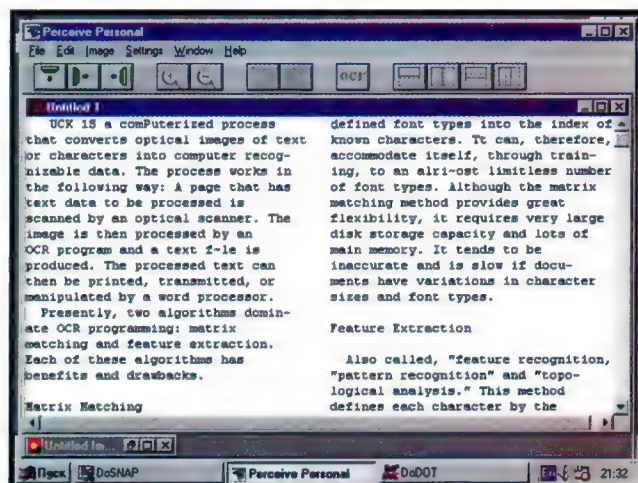 Perceive Personal
File Edit Image Settings Window Help
OCR
Untitled 1
UCK 1S a comPuterized process
that converts optical images of text
or characters into computer recog-
nizable data. The process works in
the following way: A page that has
text data to be processed is
scanned by an optical scanner. The
image is then processed by an
OCR program and a text f~le is
produced. The processed text can
then be printed, transmitted, or
manipulated by a word processor.
Presently, two algorithms domin-
ate OCR programming: matrix
matching and feature extraction.
Each of these algorithms has
benefits and drawbacks.
Matrix Matching
defined font types into the index of
known characters. Tt can, therefore,
accommodate itself, through train-
ing, to an alri~ost limitless number
of font types. Although the matrix
matching method provides great
flexibility, it requires very large
disk storage capacity and lots of
main memory. It tends to be
inaccurate and is slow if docu-
ments have variations in character
sizes and font types.
Feature Extraction
Also called, "feature recognition,
"pattern recognition" and "topo-
logical analysis." This method
defines each character by the
Untitled Im...
Пуск DoSNAP Perceive Personal DoDOT En 21:32